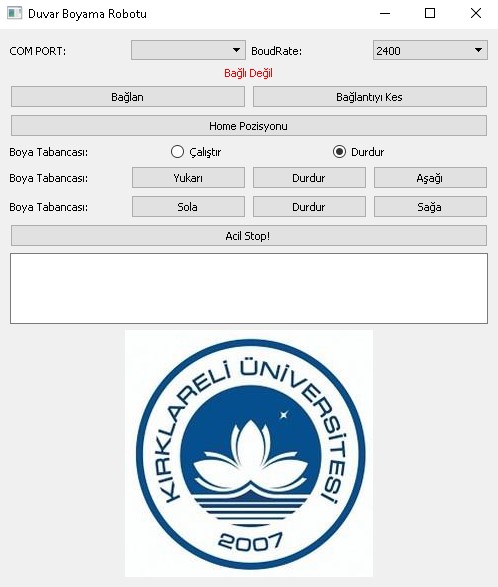 Duvar Boyama Robotu
COM PORT: BoudRate: 2400
Bağlı Değil
Bağlan Bağlantıyı Kes
Home Pozisyonu
Boya Tabancası: Çalıştır Durdur
Boya Tabancası: Yukarı Durdur Aşağı
Boya Tabancası: Sola Durdur Sağa
Acil Stop!
KIRKLARELİ ÜNİVERSİTESİ
2007